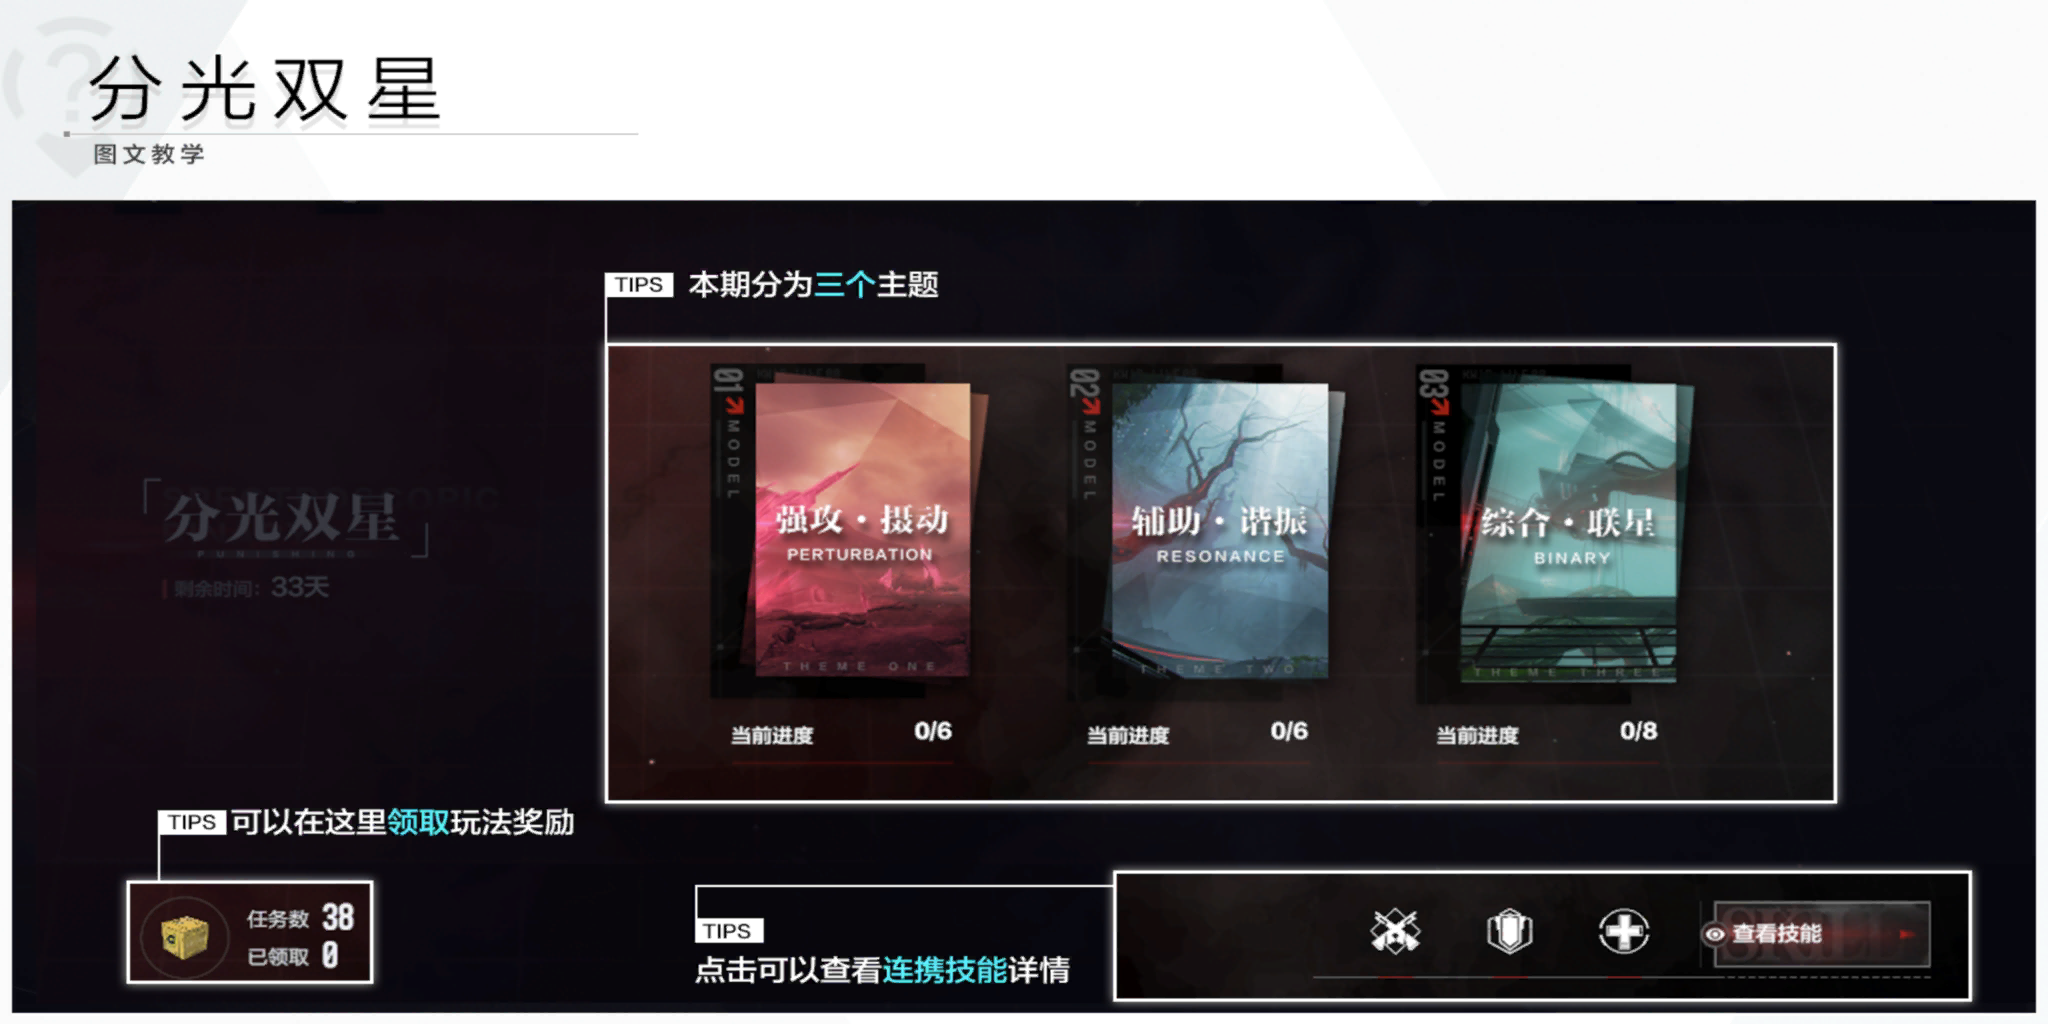 分光双星
图文教学
TIPS 本期分为三个主题
01 MODEL
强攻·摄动
PERTURBATION
THEME ONE
当前进度 0/6
02 MODEL
辅助·谐振
RESONANCE
THEME TWO
当前进度 0/6
03 MODEL
综合·联星
BINARY
THEME THREE
当前进度 0/8
「分光双星」
PUNISHING
剩余时间：33天
TIPS 可以在这里领取玩法奖励
任务数 38
已领取 0
TIPS
点击可以查看连携技能详情
查看技能